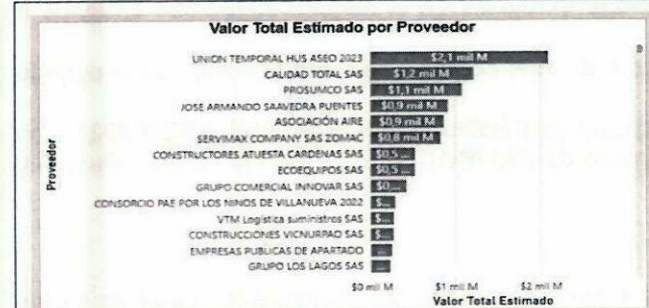 Valor Total Estimado por Proveedor
UNION TEMPORAL HUS ASEO 2023 $2,1 mil M
CALIDAD TOTAL SAS $1,2 mil M
PROSUMCO SAS $1,1 mil M
JOSE ARMANDO SAAVEDRA PUENTES $0,9 mil M
ASOCIACIÓN AIRE $0,9 mil M
SERVIMAX COMPANY SAS ZOMAC $0,8 mil M
CONSTRUCTORES ATUESTA CARDENAS SAS $0,5 ...
ECOEQUIPOS SAS $0,5 ...
GRUPO COMERCIAL INNOVAR SAS $0...
CONSORCIO PAE POR LOS NINOS DE VILLANUEVA 2022 $...
VTM Logística suministros SAS $...
CONSTRUCCIONES VICNURPAO SAS $...
EMPRESAS PUBLICAS DE APARTADO ...
GRUPO LOS LAGOS SAS ...
Proveedor
$0 mil M $1 mil M $2 mil M
Valor Total Estimado